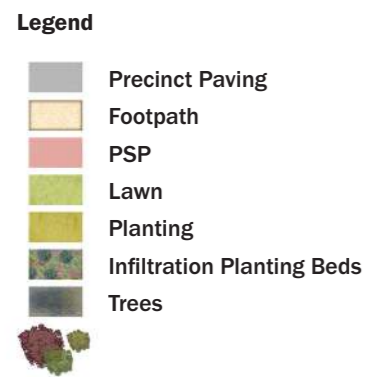 Legend
Precinct Paving
Footpath
PSP
Lawn
Planting
Infiltration Planting Beds
Trees